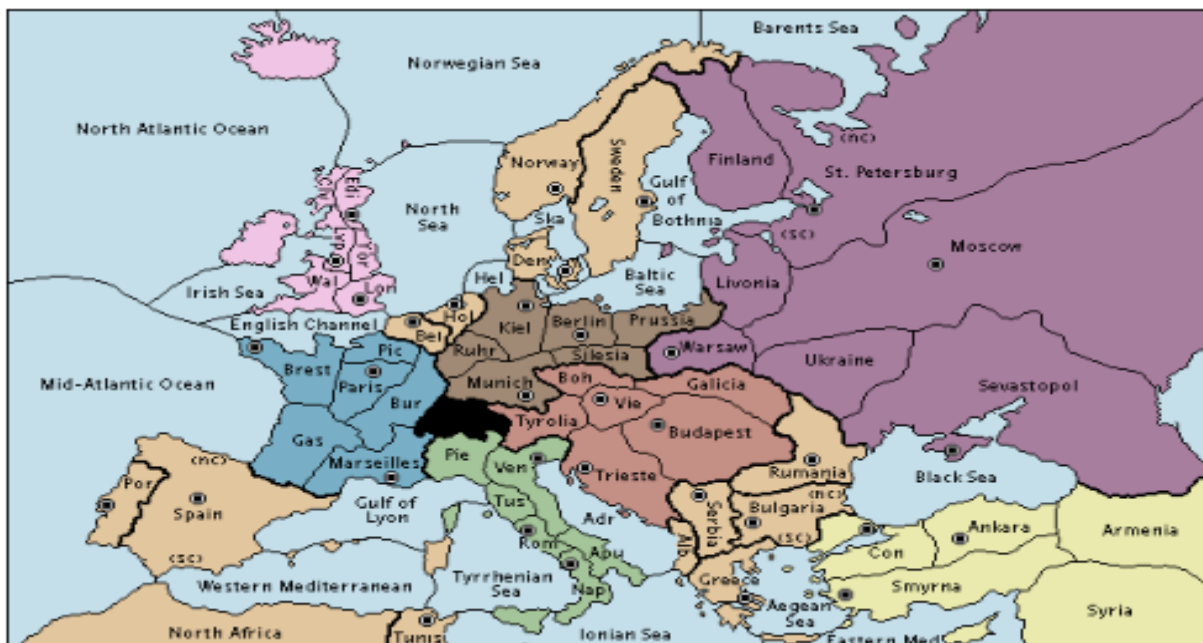 Barents Sea
Norwegian Sea
North Atlantic Ocean
(nc)
Norway
Sweden
Finland
St. Petersburg
Edi
Cly
North
Sea
Gulf
of
Bothnia
Ska
(sc)
Moscow
Yor
Den
Irish Sea
Wal
Lon
Hel
Baltic
Sea
Livonia
English Channel
Hol
Bel
Kiel
Berlin
Prussia
Pic
Ruhr
Silesia
Warsaw
Ukraine
Mid-Atlantic Ocean
Brest
Paris
Munich
Boh
Galicia
Sevastopol
Bur
Vie
Tyrolia
Budapest
Gas
(nc)
Marseilles
Pie
Ven
Trieste
Rumania
Black Sea
Por
Spain
Gulf of
Lyon
Tus
Adr
Serbia
(nc)
Bulgaria
Ankara
Armenia
Rom
Apu
Alb
(sc)
Con
(sc)
Western Mediterranean
Tyrrhenian
Sea
Nap
Greece
Smyrna
Aegean
Sea
Syria
North Africa
Tunis
Ionian Sea